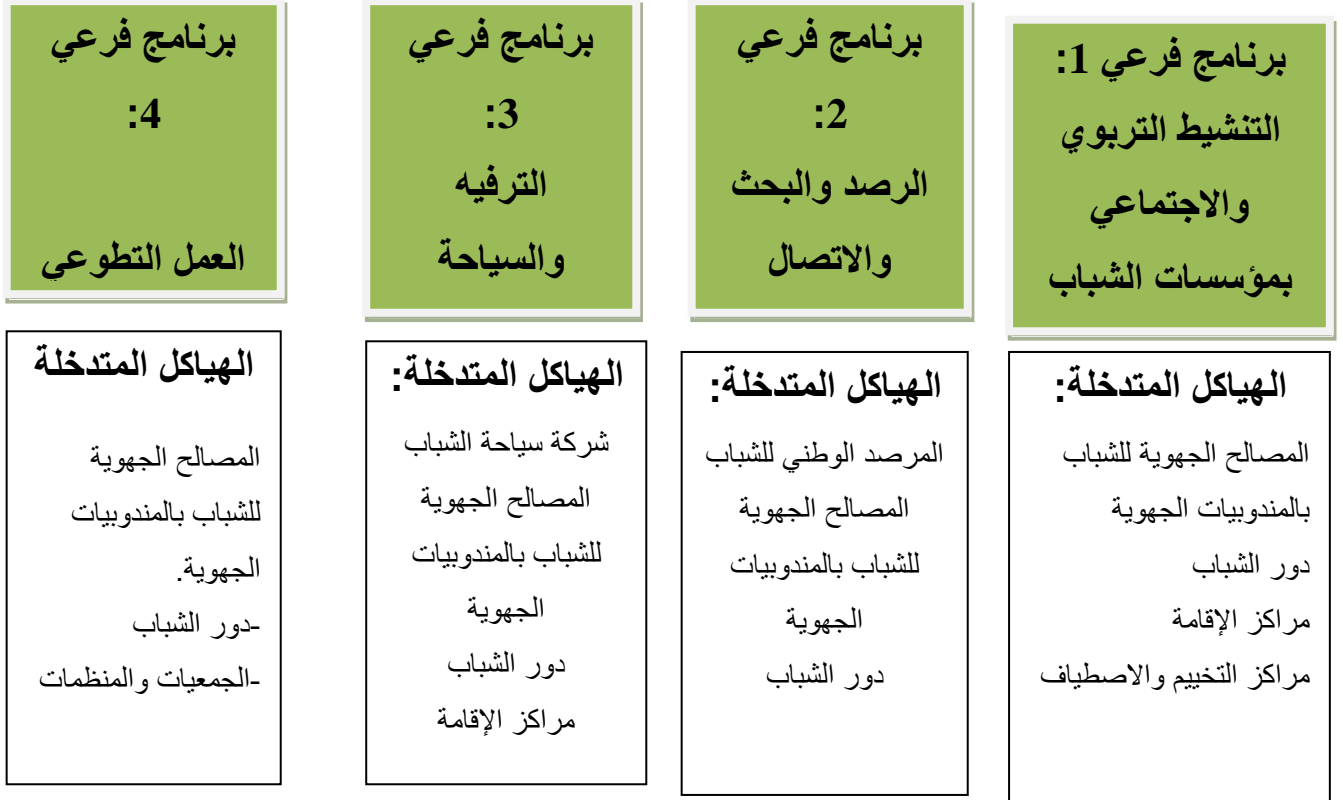 برنامج فرعي 1:
التنشيط التربوي
والاجتماعي
بمؤسسات الشباب
الهياكل المتدخلة:
المصالح الجهوية للشباب
بالمندوبيات الجهوية
دور الشباب
مراكز الإقامة
مراكز التخييم والاصطياف
برنامج فرعي
2:
الرصد والبحث
والاتصال
الهياكل المتدخلة:
المرصد الوطني للشباب
المصالح الجهوية
للشباب بالمندوبيات
الجهوية
دور الشباب
برنامج فرعي
3:
الترفيه
والسياحة
الهياكل المتدخلة:
شركة سياحة الشباب
المصالح الجهوية
للشباب بالمندوبيات
الجهوية
دور الشباب
مراكز الإقامة
برنامج فرعي
4:
العمل التطوعي
الهياكل المتدخلة
المصالح الجهوية
للشباب بالمندوبيات
الجهوية.
-دور الشباب
-الجمعيات والمنظمات